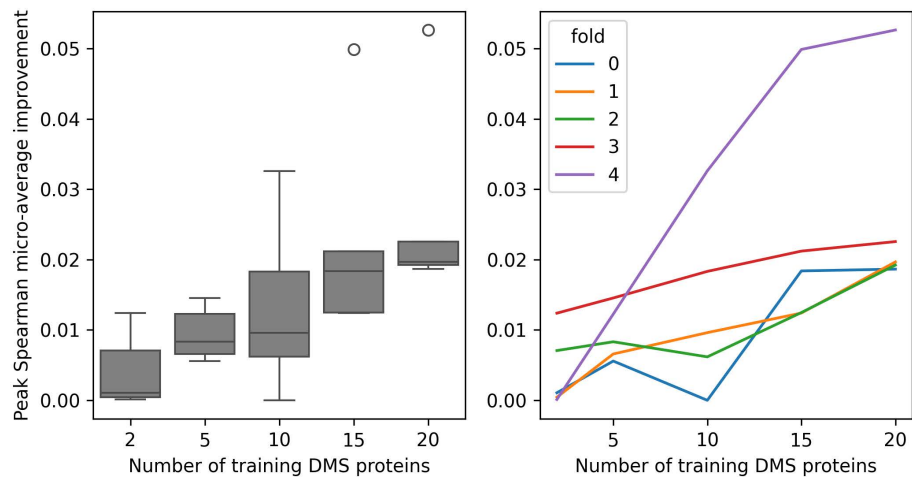 Peak Spearman micro-average improvement
0.05
0.04
0.03
0.02
0.01
0.00
2 5 10 15 20
Number of training DMS proteins
0.05
0.04
0.03
0.02
0.01
0.00
fold
0
1
2
3
4
5 10 15 20
Number of training DMS proteins